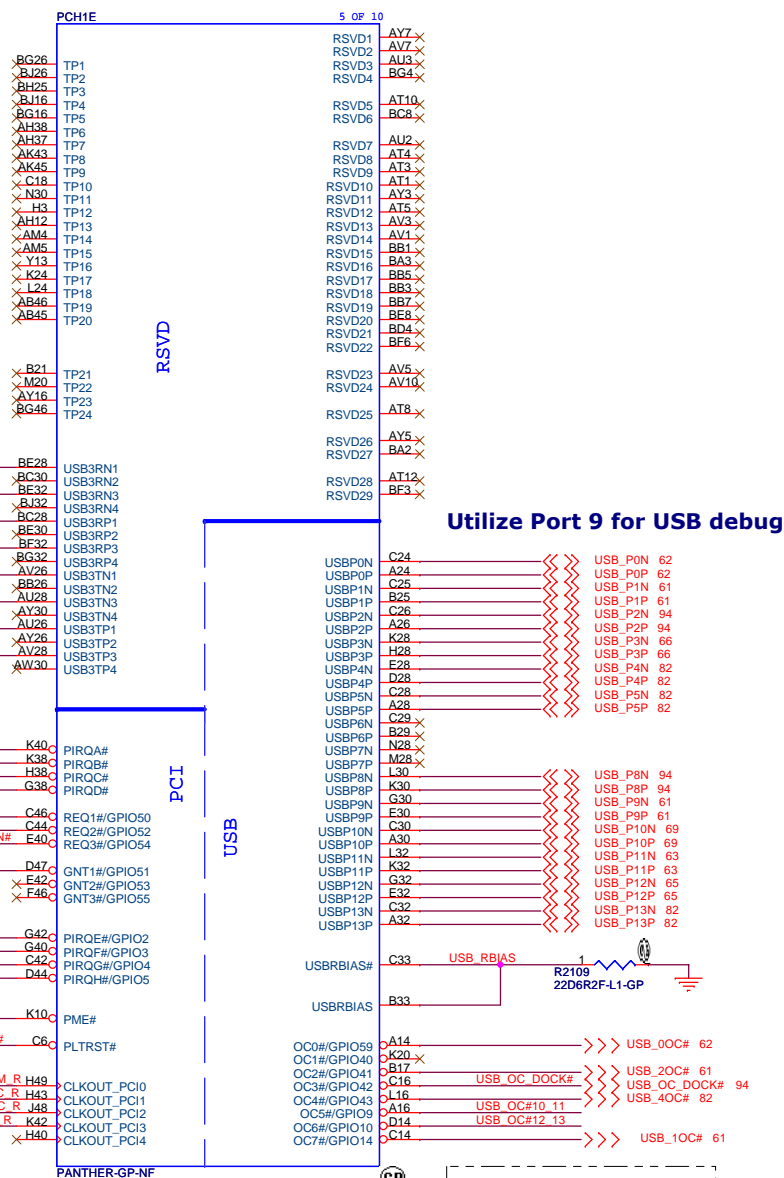 PCH1E 5 OF 10
RSVD1 AY7
RSVD2 AV7
BG26 TP1 RSVD3 AU3
BJ26 TP2 RSVD4 BG4
BH25 TP3
BJ16 TP4 RSVD5 AT10
BG16 TP5 RSVD6 BC8
AH38 TP6
AH37 TP7 RSVD7 AU2
AK43 TP8 RSVD8 AT4
AK45 TP9 RSVD9 AT3
C18 TP10 RSVD10 AT1
N30 TP11 RSVD11 AY3
H3 TP12 RSVD12 AT5
AH12 TP13 RSVD13 AV3
AM4 TP14 RSVD14 AV1
AM5 TP15 RSVD15 BB1
Y13 TP16 RSVD16 BA3
K24 TP17 RSVD17 BB5
L24 TP18 RSVD18 BB3
AB46 TP19 RSVD19 BB7
AB45 TP20 RSVD20 BE8
RSVD21 BD4
RSVD22 BF6
RSVD
B21 TP21 RSVD23 AV5
M20 TP22 RSVD24 AV10
AY16 TP23
BG46 TP24 RSVD25 AT8
RSVD26 AY5
RSVD27 BA2
BE28 USB3RN1
BC30 USB3RN2 RSVD28 AT12
BE32 USB3RN3 RSVD29 BF3
BJ32 USB3RN4
BC28 USB3RP1
BE30 USB3RP2
BF32 USB3RP3
BG32 USB3RP4
AV26 USB3TN1
BB26 USB3TN2
AU28 USB3TN3
AY30 USB3TN4
AU26 USB3TP1
AY26 USB3TP2
AV28 USB3TP3
AW30 USB3TP4
Utilize Port 9 for USB debug
USBP0N C24 USB_P0N 62
USBP0P A24 USB_P0P 62
USBP1N C25 USB_P1N 61
USBP1P B25 USB_P1P 61
USBP2N C26 USB_P2N 94
USBP2P A26 USB_P2P 94
USBP3N K28 USB_P3N 66
USBP3P H28 USB_P3P 66
USBP4N E28 USB_P4N 82
USBP4P D28 USB_P4P 82
USBP5N C28 USB_P5N 82
USBP5P A28 USB_P5P 82
USBP6N C29
USBP6P B29
USBP7N N28
USBP7P M28
USBP8N L30 USB_P8N 94
USBP8P K30 USB_P8P 94
USBP9N G30 USB_P9N 61
USBP9P E30 USB_P9P 61
USBP10N C30 USB_P10N 69
USBP10P A30 USB_P10P 69
USBP11N L32 USB_P11N 63
USBP11P K32 USB_P11P 63
USBP12N G32 USB_P12N 65
USBP12P E32 USB_P12P 65
USBP13N C32 USB_P13N 82
USBP13P A32 USB_P13P 82
K40 PIRQA#
K38 PIRQB#
H38 PIRQC#
G38 PIRQD#
PCI
USB
C46 REQ1#/GPIO50
C44 REQ2#/GPIO52
N# E40 REQ3#/GPIO54
D47 GNT1#/GPIO51
E42 GNT2#/GPIO53
F46 GNT3#/GPIO55
G42 PIRQE#/GPIO2
G40 PIRQF#/GPIO3
C42 PIRQG#/GPIO4
D44 PIRQH#/GPIO5
USBRBIAS# C33 USB_RBIAS 1
R2109
22D6R2F-L1-GP
USBRBIAS B33
K10 PME#
# C6 PLTRST#
OC0#/GPIO59 A14 USB_0OC# 62
OC1#/GPIO40 K20
OC2#/GPIO41 B17 USB_2OC# 61
OC3#/GPIO42 C16 USB_OC_DOCK# USB_OC_DOCK# 94
OC4#/GPIO43 L16 USB_4OC# 82
OC5#/GPIO9 A16 USB_OC#10_11
OC6#/GPIO10 D14 USB_OC#12_13
OC7#/GPIO14 C14 USB_1OC# 61
M_R H49 CLKOUT_PCI0
C_R H43 CLKOUT_PCI1
C_R J48 CLKOUT_PCI2
R K42 CLKOUT_PCI3
H40 CLKOUT_PCI4
PANTHER-GP-NF